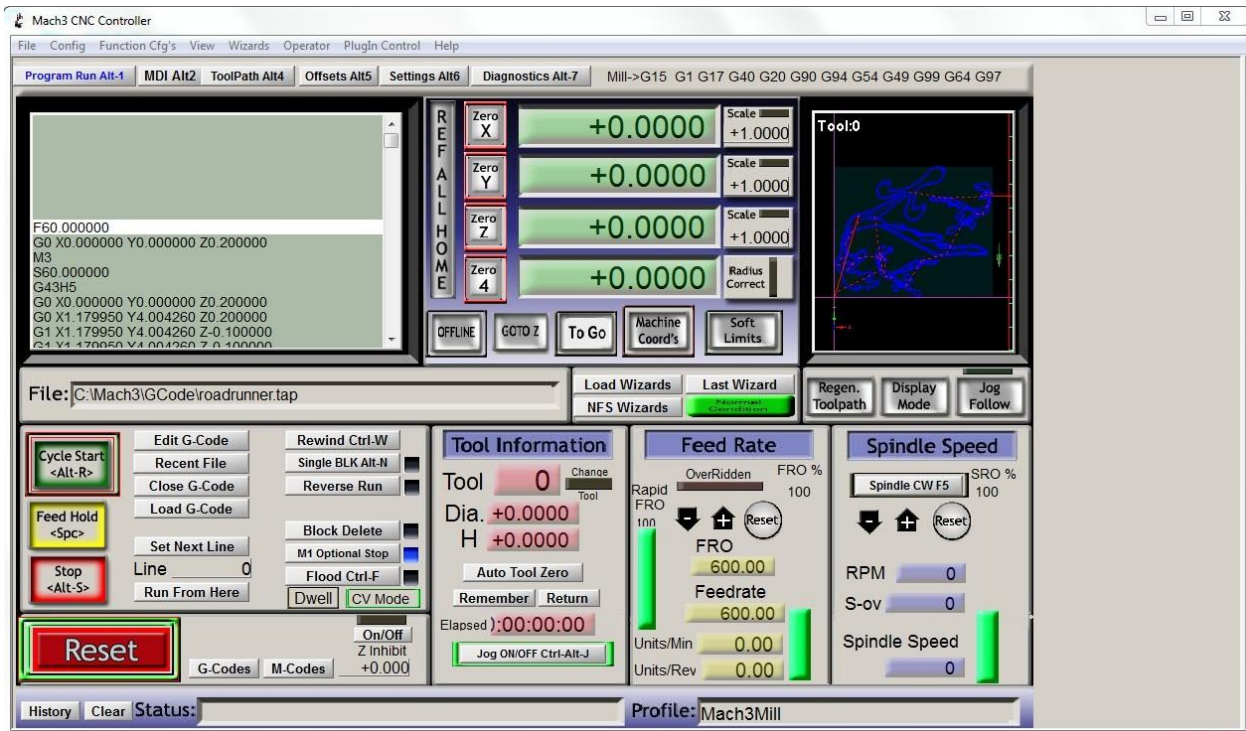 Mach3 CNC Controller
File Config Function Cfg's View Wizards Operator PlugIn Control Help
Program Run Alt-1 MDI Alt2 ToolPath Alt4 Offsets Alt5 Settings Alt6 Diagnostics Alt-7 Mill->G15 G1 G17 G40 G20 G90 G94 G54 G49 G99 G64 G97
F60.000000
G0 X0.000000 Y0.000000 Z0.200000
M3
S60.000000
G43H5
G0 X0.000000 Y0.000000 Z0.200000
G0 X1.179950 Y4.004260 Z0.200000
G1 X1.179950 Y4.004260 Z-0.100000
G1 X1.179950 Y4.004260 Z-0.100000
REF ALL HOME
Zero X +0.0000 Scale +1.0000
Zero Y +0.0000 Scale +1.0000
Zero Z +0.0000 Scale +1.0000
Zero 4 +0.0000 Radius Correct
OFFLINE GOTO Z To Go Machine Coord's Soft Limits
Tool:0
File: C:\Mach3\GCode\roadrunner.tap
Load Wizards Last Wizard
NFS Wizards Normal Condition
Regen. Toolpath Display Mode Jog Follow
Cycle Start <Alt-R>
Feed Hold <Spc>
Stop <Alt-S>
Edit G-Code Rewind Ctrl-W
Recent File Single BLK Alt-N
Close G-Code Reverse Run
Load G-Code
Block Delete
Set Next Line M1 Optional Stop
Line 0 Flood Ctrl-F
Run From Here Dwell CV Mode
Reset
G-Codes M-Codes
On/Off
Z Inhibit
+0.000
Tool Information
Tool 0 Change Tool
Dia. +0.0000
H +0.0000
Auto Tool Zero
Remember Return
Elapsed ):00:00:00
Jog ON/OFF Ctrl-Alt-J
Feed Rate
OverRidden FRO %
100
Rapid FRO
100
Reset
FRO
600.00
Feedrate
600.00
Units/Min 0.00
Units/Rev 0.00
Spindle Speed
Spindle CW F5 SRO %
100
Reset
RPM 0
S-ov 0
Spindle Speed
0
History Clear Status: Profile: Mach3Mill